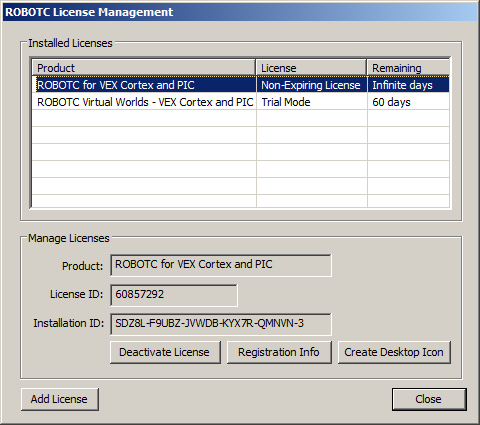 ROBOTC License Management
Installed Licenses
Product License Remaining
ROBOTC for VEX Cortex and PIC Non-Expiring License Infinite days
ROBOTC Virtual Worlds - VEX Cortex and PIC Trial Mode 60 days
Manage Licenses
Product: ROBOTC for VEX Cortex and PIC
License ID: 60857292
Installation ID: SDZ8L-F9UBZ-JVWDB-KYX7R-QMNVN-3
Deactivate License Registration Info Create Desktop Icon
Add License Close